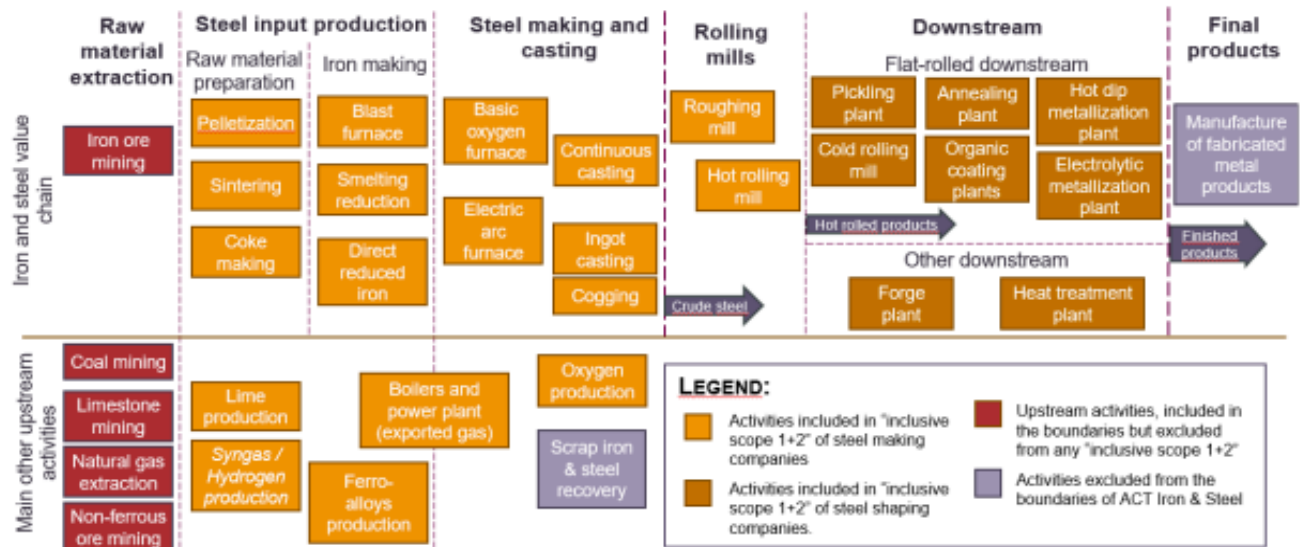 Raw
material
extraction
Steel input production
Raw material
preparation
Iron making
Steel making and
casting
Rolling
mills
Downstream
Flat-rolled downstream
Final
products
Iron and steel value
chain
Iron ore
mining
Pelletization
Sintering
Coke
making
Blast
furnace
Smelting
reduction
Direct
reduced
iron
Basic
oxygen
furnace
Electric
arc
furnace
Continuous
casting
Ingot
casting
Cogging
Crude steel
Roughing
mill
Hot rolling
mill
Pickling
plant
Cold rolling
mill
Annealing
plant
Organic
coating
plants
Hot dip
metallization
plant
Electrolytic
metallization
plant
Hot rolled products
Other downstream
Forge
plant
Heat treatment
plant
Manufacture
of fabricated
metal
products
Finished
products
Main other upstream
activities
Coal mining
Limestone
mining
Natural gas
extraction
Non-ferrous
ore mining
Lime
production
Syngas /
Hydrogen
production
Boilers and
power plant
(exported gas)
Ferro-
alloys
production
Oxygen
production
Scrap iron
& steel
recovery
LEGEND:
Activities included in "inclusive
scope 1+2" of steel making
companies
Activities included in "inclusive
scope 1+2" of steel shaping
companies.
Upstream activities, included in
the boundaries but excluded
from any "inclusive scope 1+2"
Activities excluded from the
boundaries of ACT Iron & Steel